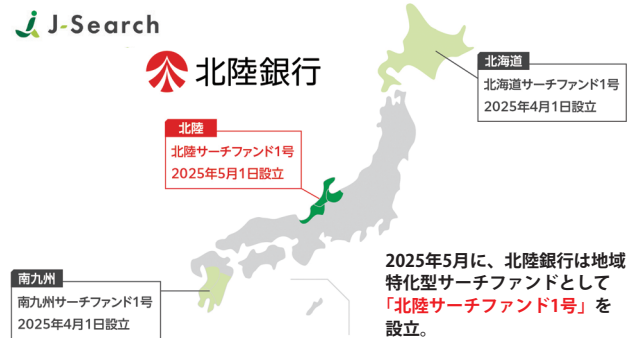 J-Search
北陸銀行
北海道
北海道サーチファンド1号
2025年4月1日設立
北陸
北陸サーチファンド1号
2025年5月1日設立
南九州
南九州サーチファンド1号
2025年4月1日設立
2025年5月に、北陸銀行は地域
特化型サーチファンドとして
「北陸サーチファンド1号」を
設立。